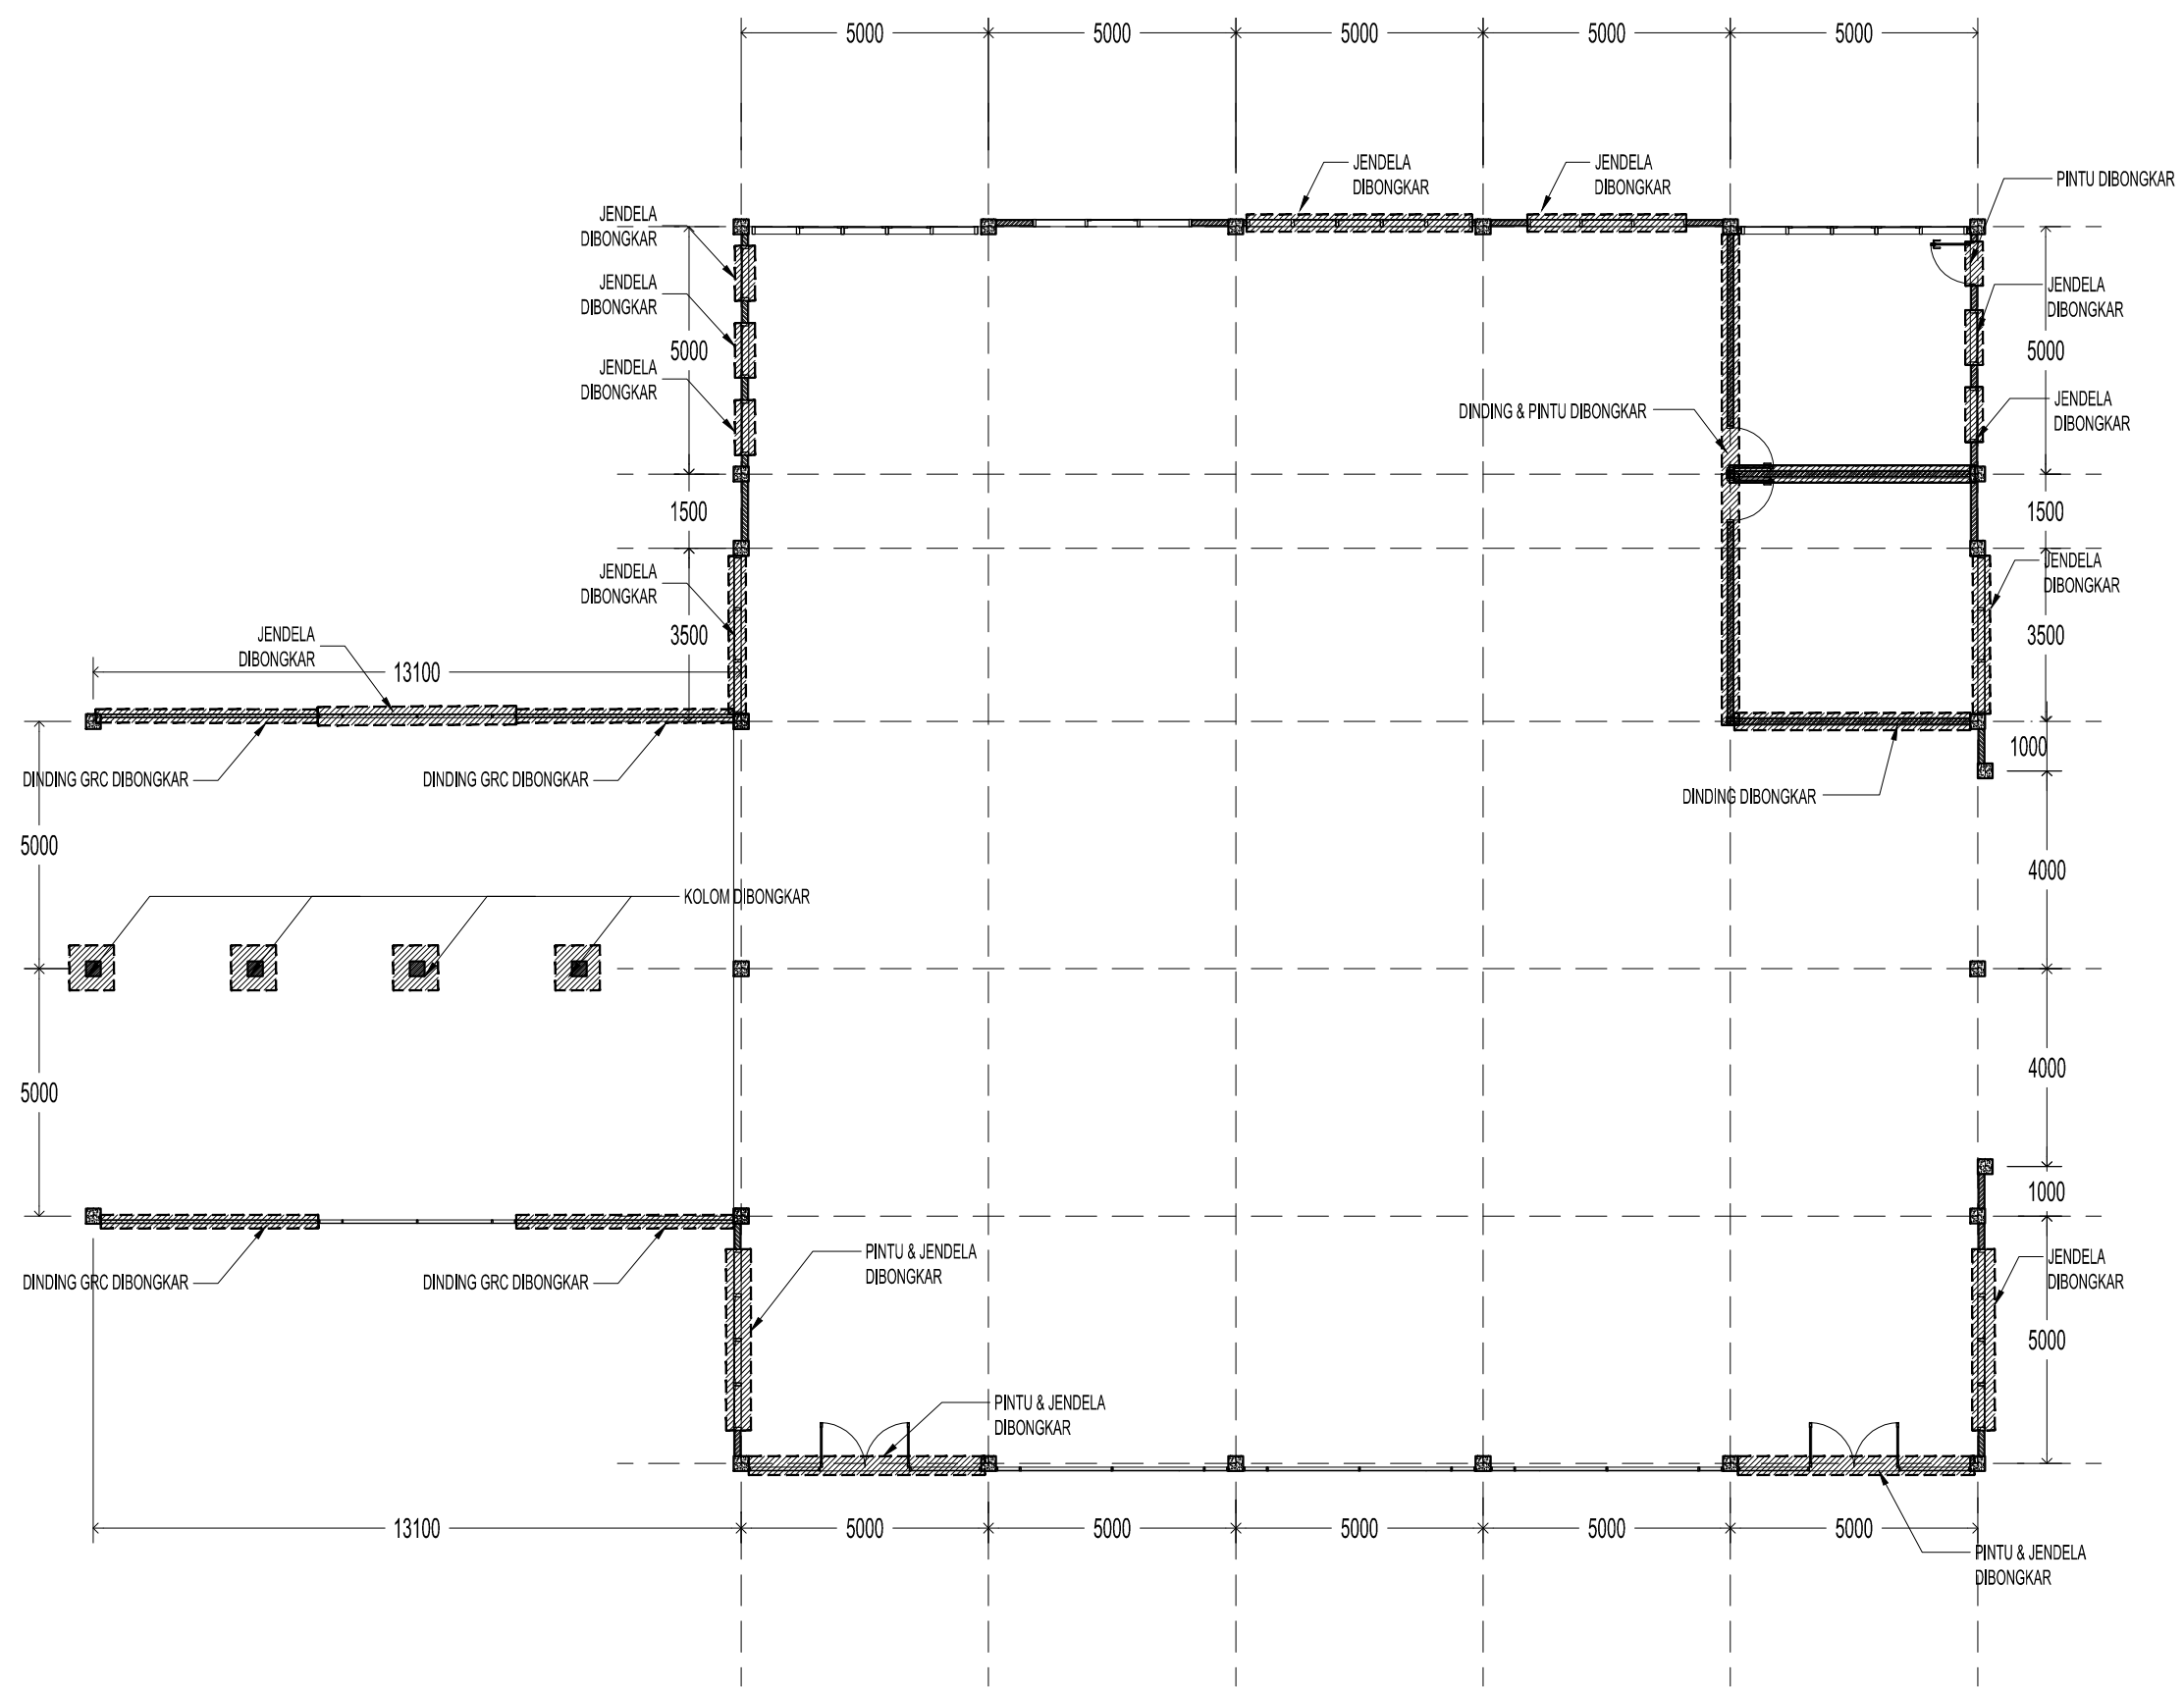 5000
5000
5000
5000
5000
JENDELA
DIBONGKAR
JENDELA
DIBONGKAR
PINTU DIBONGKAR
JENDELA
DIBONGKAR
JENDELA
DIBONGKAR
JENDELA
DIBONGKAR
5000
5000
JENDELA
DIBONGKAR
JENDELA
DIBONGKAR
DINDING & PINTU DIBONGKAR
1500
1500
JENDELA
DIBONGKAR
JENDELA
DIBONGKAR
3500
3500
JENDELA
DIBONGKAR
13100
1000
DINDING GRC DIBONGKAR
DINDING GRC DIBONGKAR
DINDING DIBONGKAR
5000
4000
KOLOM DIBONGKAR
5000
4000
1000
DINDING GRC DIBONGKAR
DINDING GRC DIBONGKAR
PINTU & JENDELA
DIBONGKAR
JENDELA
DIBONGKAR
5000
PINTU & JENDELA
DIBONGKAR
13100
5000
5000
5000
5000
5000
PINTU & JENDELA
DIBONGKAR